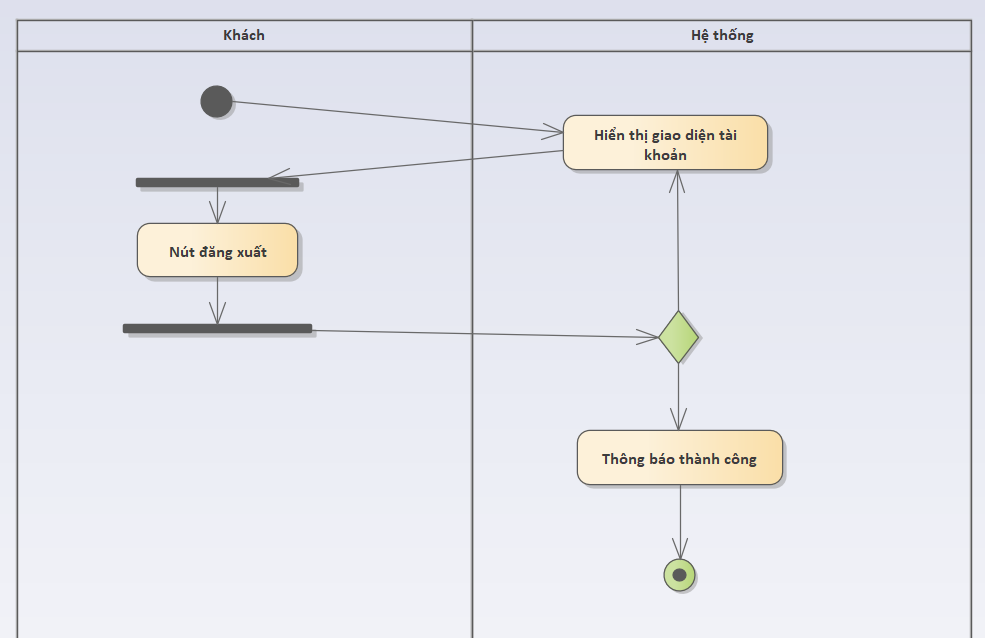 Khách
Hệ thống
Hiển thị giao diện tài
khoản
Nút đăng xuất
Thông báo thành công